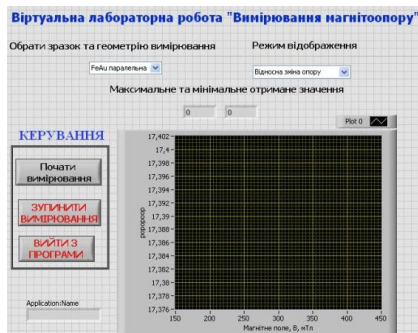 Віртуальна лабораторна робота "Вимірювання магнітоопору"
Обрати зразок та геометрію вимірювання
Режим відображення
FeAu паралельна
Відносна зміна опору
Максимальне та мінімальне отримане значення
0 0
Plot 0
КЕРУВАННЯ
Почати
вимірювання
ЗУПИНИТИ
ВИМІРЮВАННЯ
ВИЙТИ З
ПРОГРАМИ
Application:Name
17,402
17,4
17,398
17,396
17,394
17,392
17,39
17,388
17,386
17,384
17,382
17,38
17,378
17,376
150 200 250 300 350 400 450
Магнітне поле, В, мТл